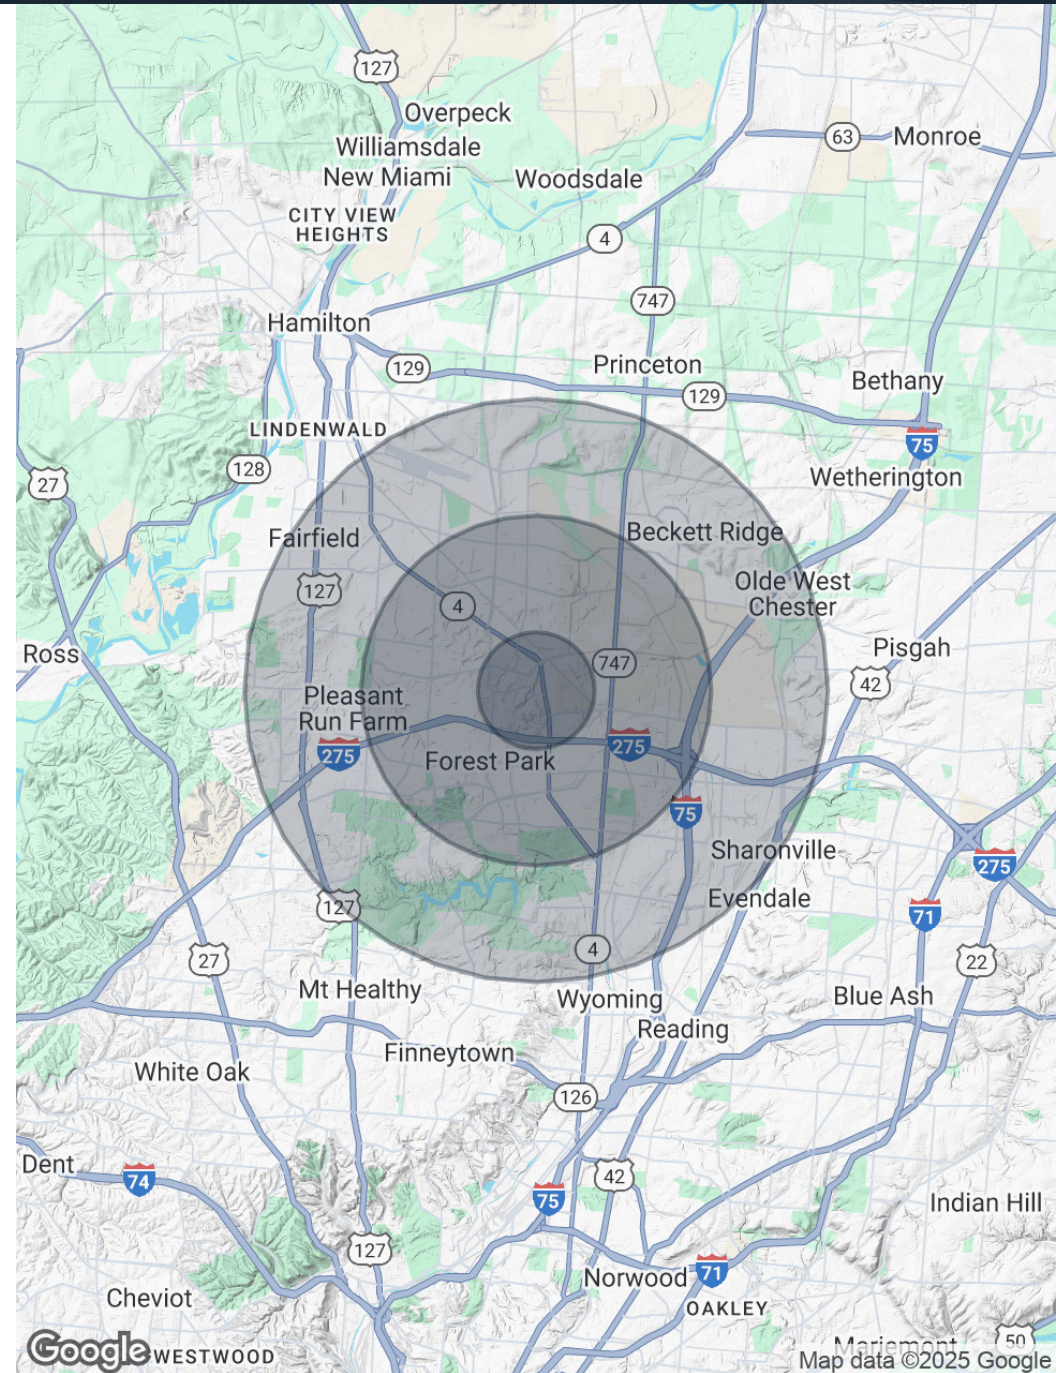 127
Overpeck
63
Monroe
Williamsdale
New Miami
Woodsdale
CITY VIEW
HEIGHTS
4
747
Hamilton
129
Princeton
Bethany
129
LINDENWALD
75
128
27
Wetherington
Fairfield
Beckett Ridge
127
4
Olde West
Chester
Ross
747
Pisgah
42
Pleasant
Run Farm
275
275
Forest Park
75
Sharonville
275
127
Evendale
71
4
27
22
Mt Healthy
Wyoming
Blue Ash
Reading
Finneytown
White Oak
126
Dent
74
42
75
Indian Hill
127
Norwood
71
Cheviot
OAKLEY
Google
WESTWOOD
Mariemont
50
Map data ©2025 Google